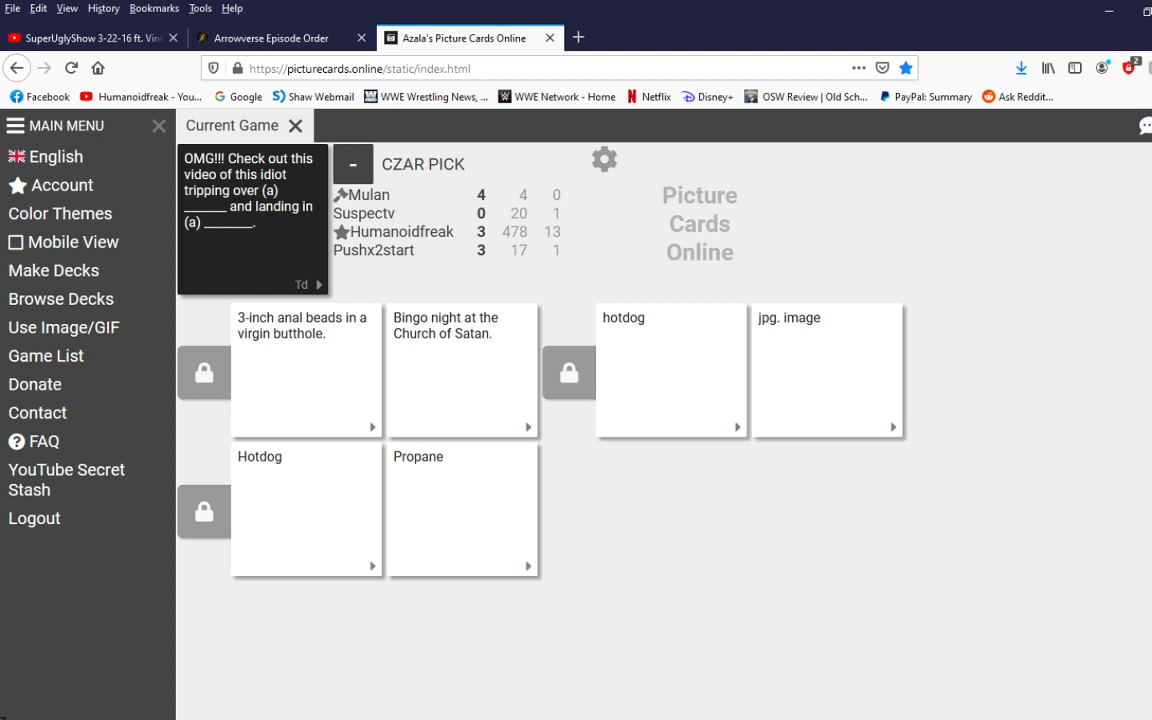 File Edit View History Bookmarks Tools Help
SuperUglyShow 3-22-16 ft. Vinc
Arrowverse Episode Order
Azala's Picture Cards Online
https://picturecards.online/static/index.html
2
Facebook
Humanoidfreak - You...
Google
Shaw Webmail
WWE Wrestling News, ...
WWE Network - Home
Netflix
Disney+
OSW Review | Old Sch...
PayPal: Summary
Ask Reddit...
MAIN MENU
English
Account
Color Themes
Mobile View
Make Decks
Browse Decks
Use Image/GIF
Game List
Donate
Contact
FAQ
YouTube Secret
Stash
Logout
Current Game
OMG!!! Check out this
video of this idiot
tripping over (a)
______ and landing in
(a) _______.
Td
-
CZAR PICK
Mulan 4 4 0
Suspectv 0 20 1
Humanoidfreak 3 478 13
Pushx2start 3 17 1
Picture
Cards
Online
3-inch anal beads in a
virgin butthole.
Bingo night at the
Church of Satan.
hotdog
jpg. image
Hotdog
Propane